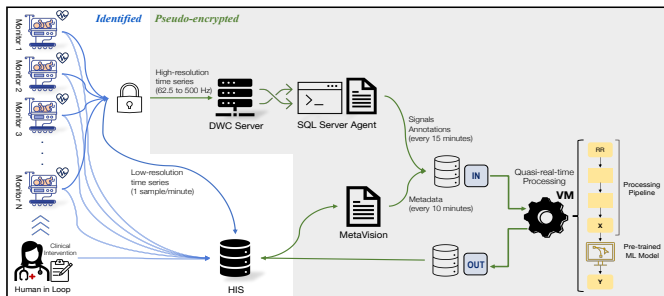 Identified
Pseudo-encrypted
Monitor 1
Monitor 2
Monitor 3
Monitor N
High-resolution
time series
(62.5 to 500 Hz)
DWC Server
SQL Server Agent
Signals
Annotations
(every 15 minutes)
Low-resolution
time series
(1 sample/minute)
IN
Quasi-real-time
Processing
VM
RR
X
Y
Processing
Pipeline
Pre-trained
ML Model
MetaVision
Metadata
(every 10 minutes)
OUT
Clinical
Intervention
Human in Loop
HIS